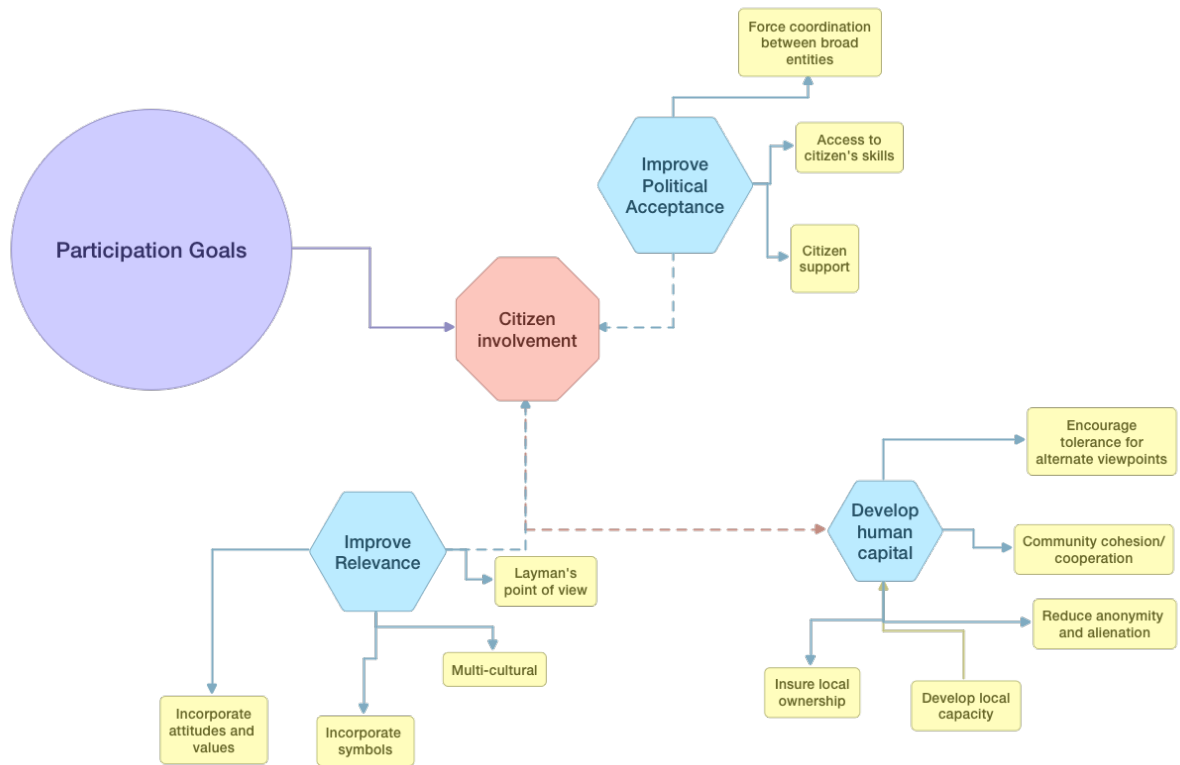 Force coordination
between broad
entities
Improve
Political
Acceptance
Access to
citizen's skills
Citizen
support
Participation Goals
Citizen
involvement
Encourage
tolerance for
alternate viewpoints
Develop
human
capital
Community cohesion/
cooperation
Reduce anonymity
and alienation
Insure local
ownership
Develop local
capacity
Improve
Relevance
Layman's
point of view
Multi-cultural
Incorporate
attitudes and
values
Incorporate
symbols